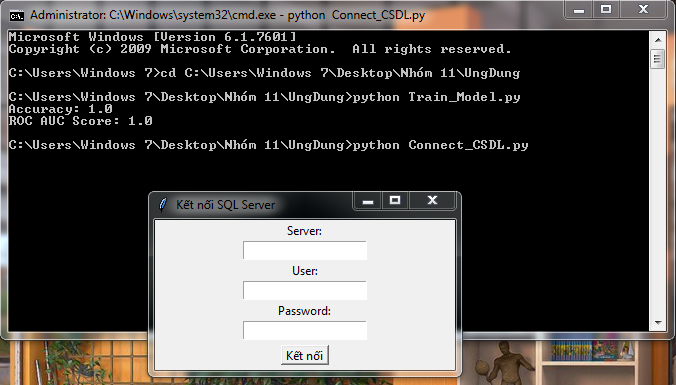 Administrator: C:\Windows\system32\cmd.exe - python  Connect_CSDL.py
Microsoft Windows [Version 6.1.7601]
Copyright (c) 2009 Microsoft Corporation.  All rights reserved.
C:\Users\Windows 7>cd C:\Users\Windows 7\Desktop\Nhóm 11\UngDung
C:\Users\Windows 7\Desktop\Nhóm 11\UngDung>python Train_Model.py
Accuracy: 1.0
ROC AUC Score: 1.0
C:\Users\Windows 7\Desktop\Nhóm 11\UngDung>python Connect_CSDL.py
Kết nối SQL Server
Server:
User:
Password:
Kết nối